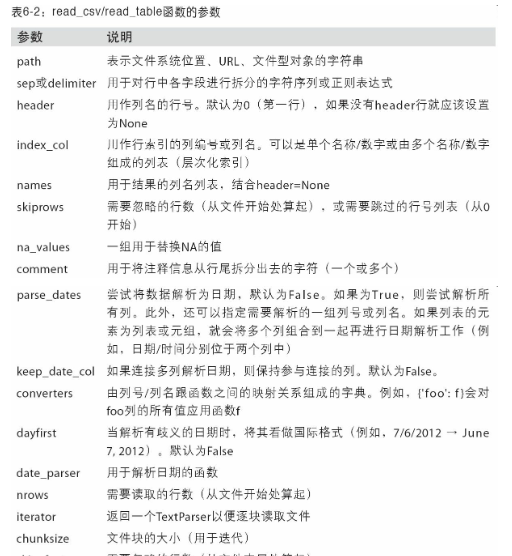 表6-2：read_csv/read_table函数的参数
参数 说明
path 表示文件系统位置、URL、文件型对象的字符串
sep或delimiter 用于对行中各字段进行拆分的字符序列或正则表达式
header 用作列名的行号。默认为0（第一行），如果没有header行就应该设置
为None
index_col 用作行索引的列编号或列名。可以是单个名称/数字或由多个名称/数字
组成的列表（层次化索引）
names 用于结果的列名列表，结合header=None
skiprows 需要忽略的行数（从文件开始处算起），或需要跳过的行号列表（从0
开始）
na_values 一组用于替换NA的值
comment 用于将注释信息从行尾拆分出去的字符（一个或多个）
parse_dates 尝试将数据解析为日期，默认为False。如果为True，则尝试解析所
有列。此外，还可以指定需要解析的一组列号或列名。如果列表的元
素为列表或元组，就会将多个列组合到一起再进行日期解析工作（例
如，日期/时间分别位于两个列中）
keep_date_col 如果连接多列解析日期，则保持参与连接的列。默认为False。
converters 由列号/列名跟函数之间的映射关系组成的字典。例如，{'foo': f}会对
foo列的所有值应用函数f
dayfirst 当解析有歧义的日期时，将其看做国际格式（例如，7/6/2012 → June
7, 2012）。默认为False
date_parser 用于解析日期的函数
nrows 需要读取的行数（从文件开始处算起）
iterator 返回一个TextParser以便逐块读取文件
chunksize 文件块的大小（用于迭代）